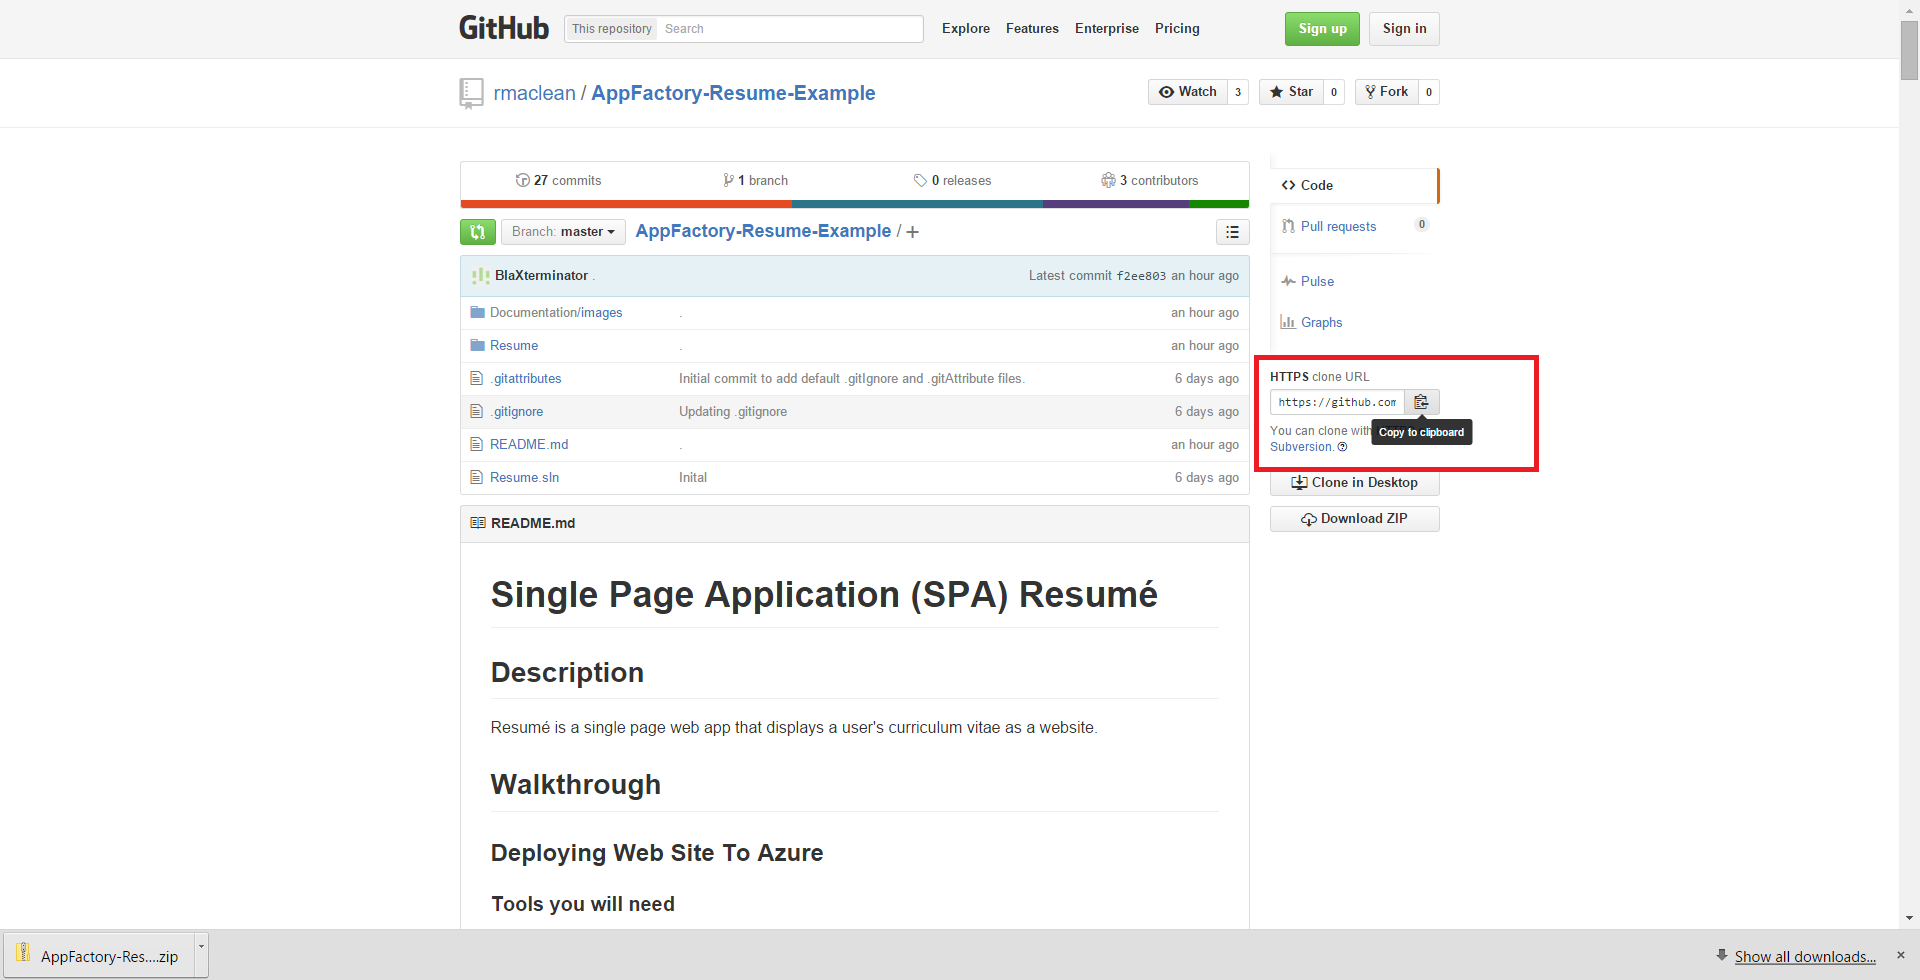 GitHub This repository Search Explore Features Enterprise Pricing Sign up Sign in
rmaclean / AppFactory-Resume-Example Watch 3 Star 0 Fork 0
27 commits 1 branch 0 releases 3 contributors
Branch: master AppFactory-Resume-Example / +
BlaXterminator . Latest commit f2ee803 an hour ago
Documentation/images . an hour ago
Resume . an hour ago
.gitattributes Initial commit to add default .gitIgnore and .gitAttribute files. 6 days ago
.gitignore Updating .gitignore 6 days ago
README.md . an hour ago
Resume.sln Inital 6 days ago
README.md
Single Page Application (SPA) Resumé
Description
Resumé is a single page web app that displays a user's curriculum vitae as a website.
Walkthrough
Deploying Web Site To Azure
Tools you will need
Code
Pull requests 0
Pulse
Graphs
HTTPS clone URL
https://github.com
You can clone with
Copy to clipboard
Subversion.
Clone in Desktop
Download ZIP
AppFactory-Res....zip Show all downloads...